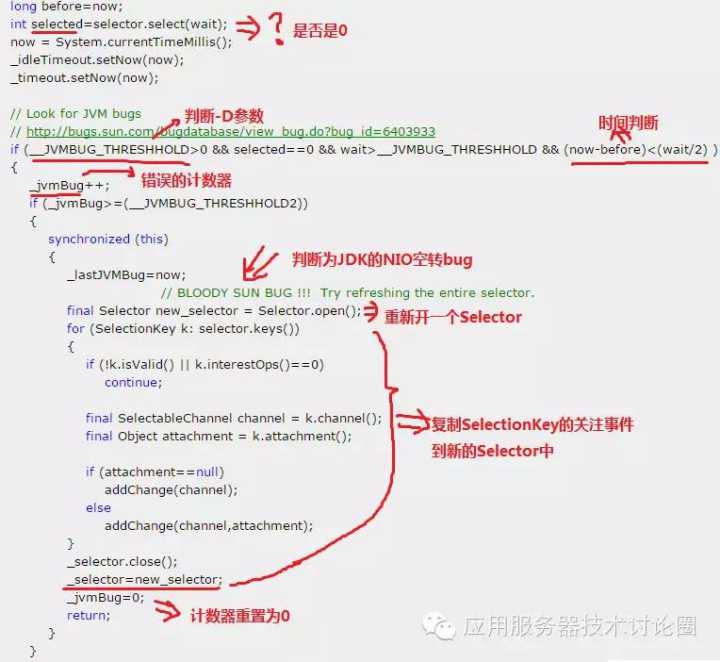 long before=now;
int selected=selector.select(wait); ? 是否是0
now = System.currentTimeMillis();
_idleTimeout.setNow(now);
_timeout.setNow(now);
// Look for JVM bugs 判断-D参数
// http://bugs.sun.com/bugdatabase/view_bug.do?bug_id=6403933 时间判断
if (__JVMBUG_THRESHHOLD>0 && selected==0 && wait>__JVMBUG_THRESHHOLD && (now-before)<(wait/2) )
{
_jvmBug++; 错误的计数器
if (_jvmBug>=(__JVMBUG_THRESHHOLD2))
{
synchronized (this)
{ 判断为JDK的NIO空转bug
_lastJVMBug=now;
// BLOODY SUN BUG !!! Try refreshing the entire selector.
final Selector new_selector = Selector.open(); 重新开一个Selector
for (SelectionKey k: selector.keys())
{
if (!k.isValid() || k.interestOps()==0)
continue;
final SelectableChannel channel = k.channel(); 复制SelectionKey的关注事件
final Object attachment = k.attachment(); 到新的Selector中
if (attachment==null)
addChange(channel);
else
addChange(channel,attachment);
}
_selector.close();
_selector=new_selector;
_jvmBug=0; 计数器重置为0
return;
}
}
应用服务器技术讨论圈